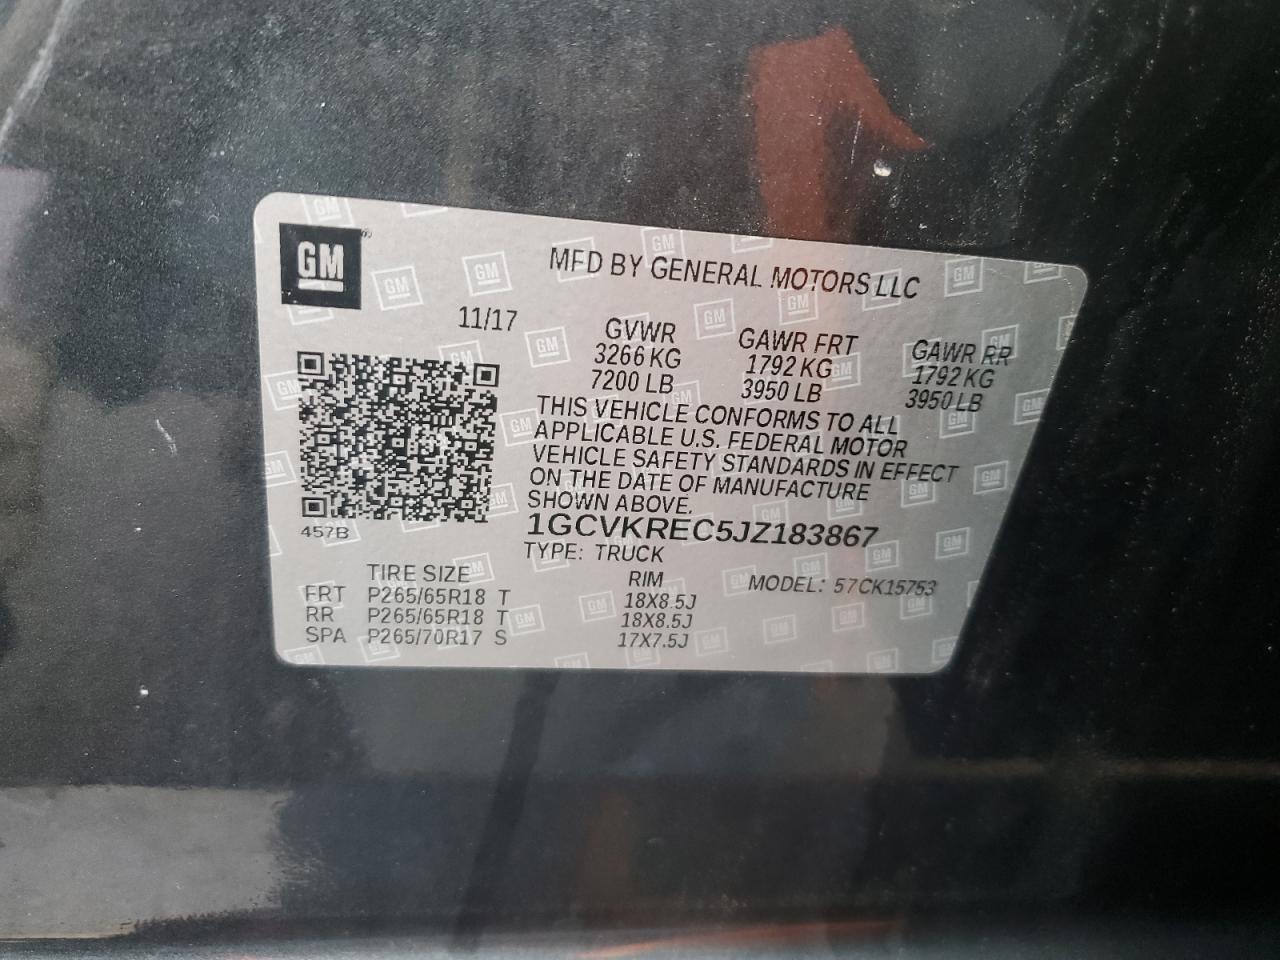 GM
MFD BY GENERAL MOTORS LLC
11/17
GVWR GAWR FRT GAWR RR
3266 KG 1792 KG 1792 KG
7200 LB 3950 LB 3950 LB
THIS VEHICLE CONFORMS TO ALL
APPLICABLE U.S. FEDERAL MOTOR
VEHICLE SAFETY STANDARDS IN EFFECT
ON THE DATE OF MANUFACTURE
SHOWN ABOVE.
1GCVKREC5JZ183867
457B
TYPE: TRUCK
TIRE SIZE RIM MODEL: 57CK15753
FRT P265/65R18 T 18X8.5J
RR P265/65R18 T 18X8.5J
SPA P265/70R17 S 17X7.5J